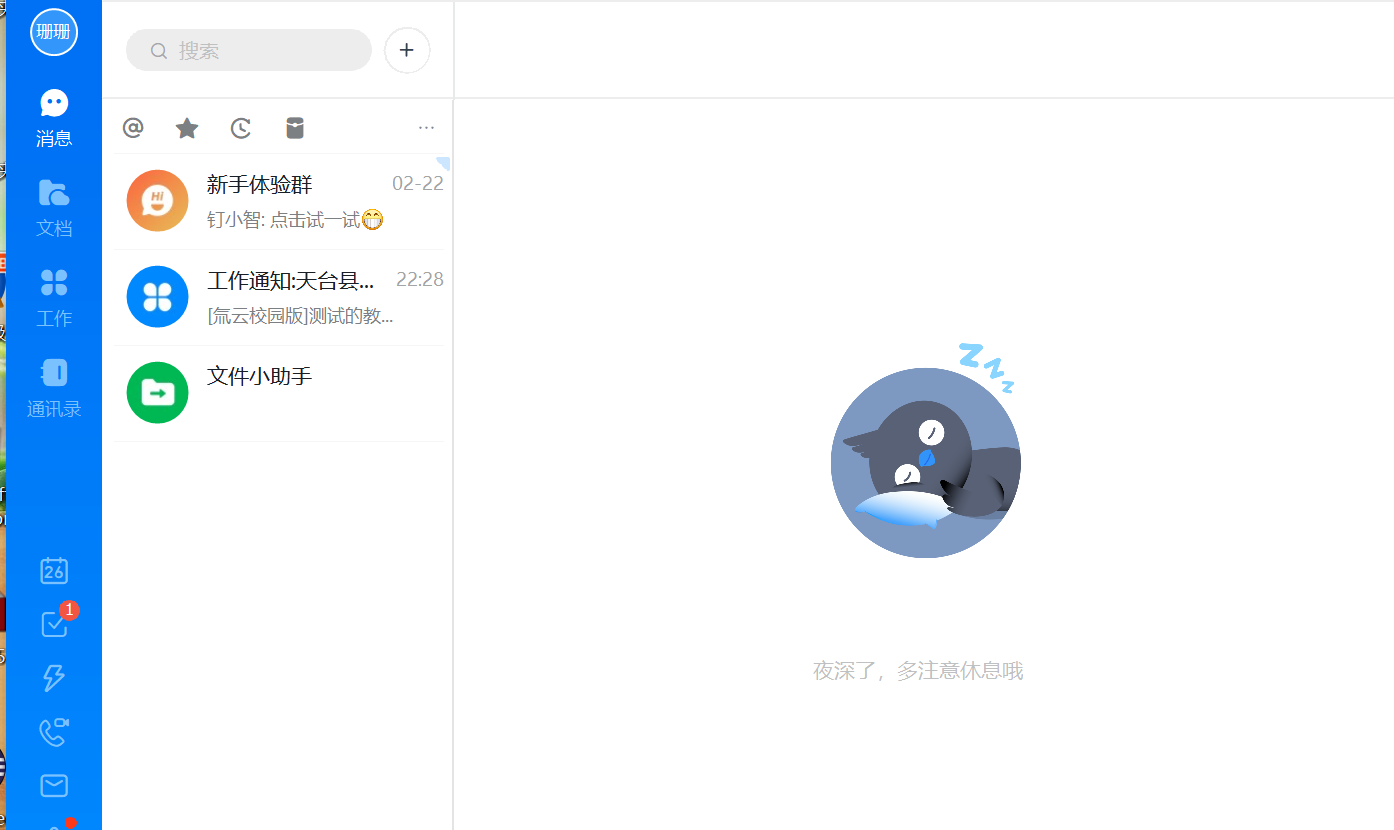 珊珊
搜索
消息
文档
工作
通讯录
26
1
新手体验群
02-22
钉小智: 点击试一试😁
工作通知:天台县...
22:28
[氚云校园版]测试的教...
文件小助手
Hi
z z z
夜深了，多注意休息哦